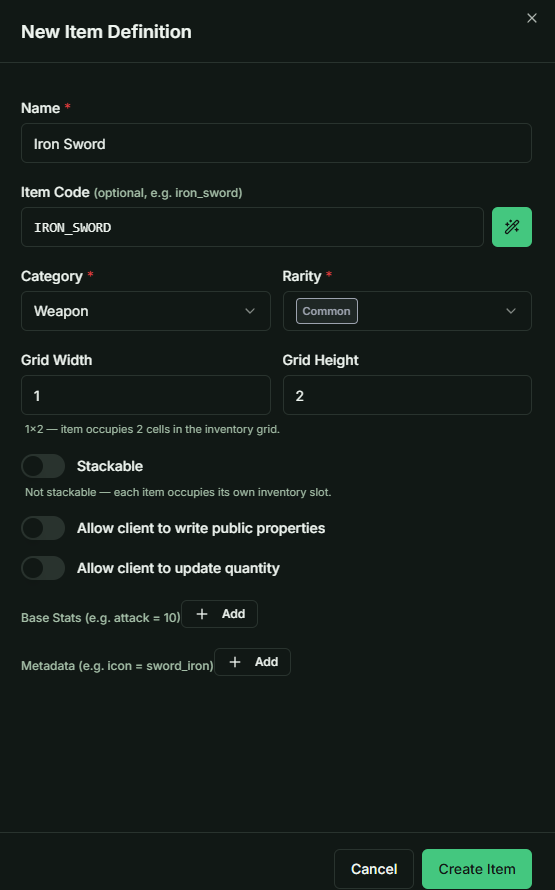 New Item Definition
Name *
Iron Sword
Item Code (optional, e.g. iron_sword)
IRON_SWORD
Category * Rarity *
Weapon Common
Grid Width Grid Height
1 2
1×2 — item occupies 2 cells in the inventory grid.
Stackable
Not stackable — each item occupies its own inventory slot.
Allow client to write public properties
Allow client to update quantity
Base Stats (e.g. attack = 10) + Add
Metadata (e.g. icon = sword_iron) + Add
Cancel Create Item